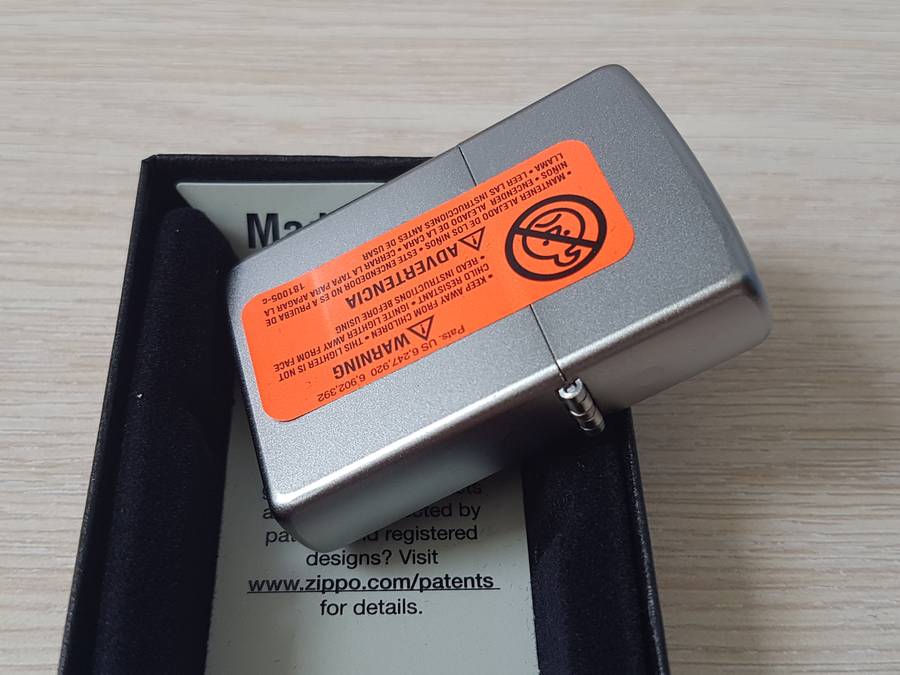 Pats. US 6,247,920 6,902,392
WARNING
KEEP AWAY FROM CHILDREN • THIS LIGHTER IS NOT
CHILD RESISTANT • IGNITE LIGHTER AWAY FROM FACE
• READ INSTRUCTIONS BEFORE USING
ADVERTENCIA
• MANTENER ALEJADO DE LOS NIÑOS • ESTE ENCENDEDOR NO ES A PRUEBA DE
NIÑOS • ENCENDER ALEJADO DE LA CARA • CERRAR LA TAPA PARA APAGAR LA
LLAMA • LEER LAS INSTRUCCIONES ANTES DE USAR
181005-c
by
registered
designs? Visit
www.zippo.com/patents
for details.